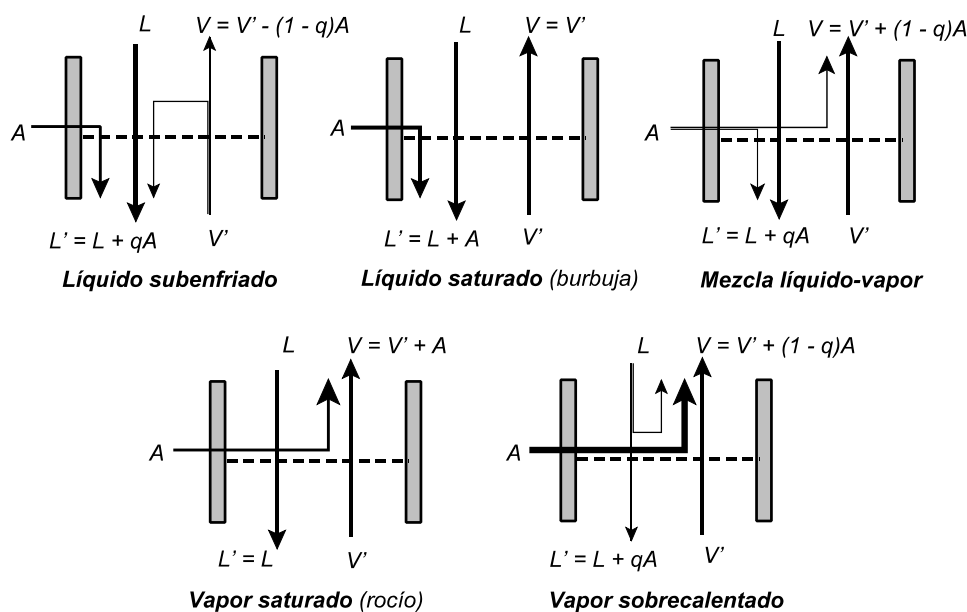 L
V = V' - (1 - q)A
A
L' = L + qA
V'
Líquido subenfriado
L
V = V'
A
L' = L + A
V'
Líquido saturado (burbuja)
L
V = V' + (1 - q)A
A
L' = L + qA
V'
Mezcla líquido-vapor
L
V = V' + A
A
L' = L
V'
Vapor saturado (rocío)
L
V = V' + (1 - q)A
A
L' = L + qA
V'
Vapor sobrecalentado